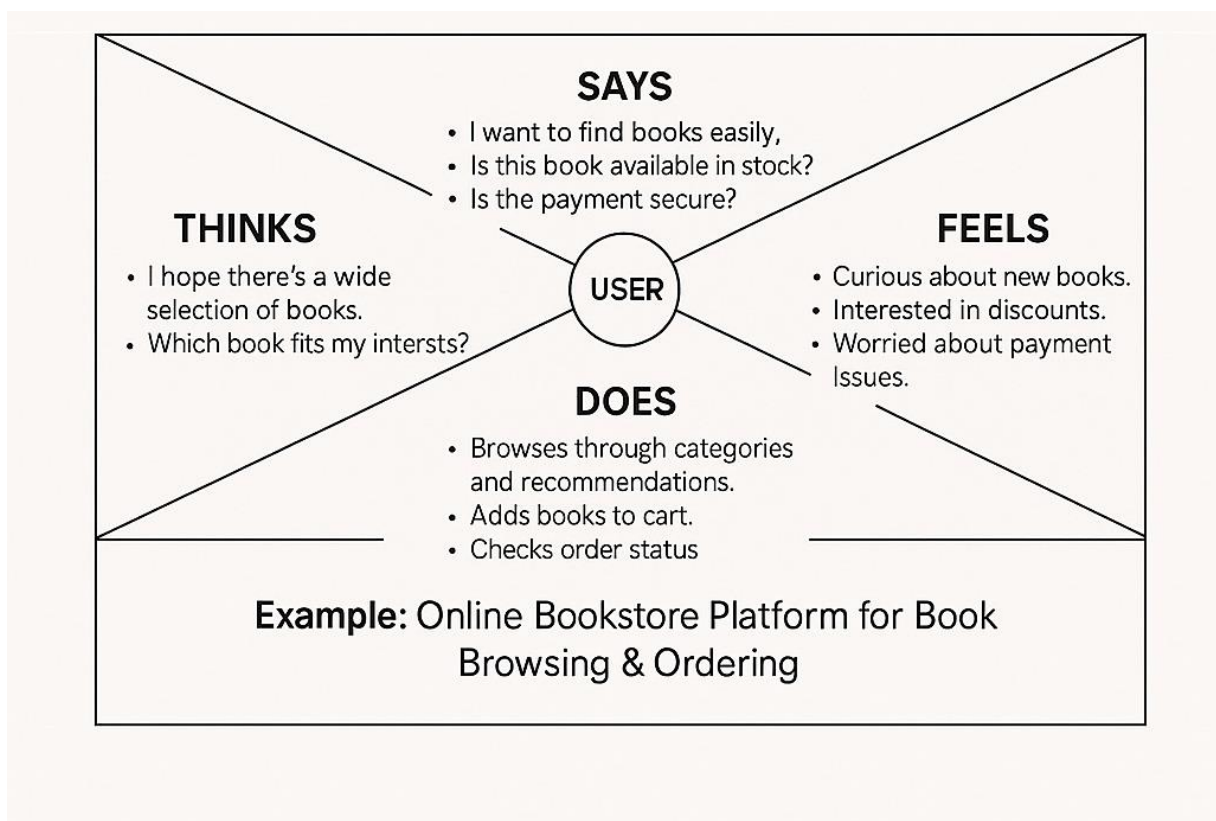 SAYS
• I want to find books easily,
• Is this book available in stock?
• Is the payment secure?
THINKS
• I hope there's a wide
selection of books.
• Which book fits my intersts?
USER
FEELS
• Curious about new books.
• Interested in discounts.
• Worried about payment
Issues.
DOES
• Browses through categories
and recommendations.
• Adds books to cart.
• Checks order status
Example: Online Bookstore Platform for Book
Browsing & Ordering